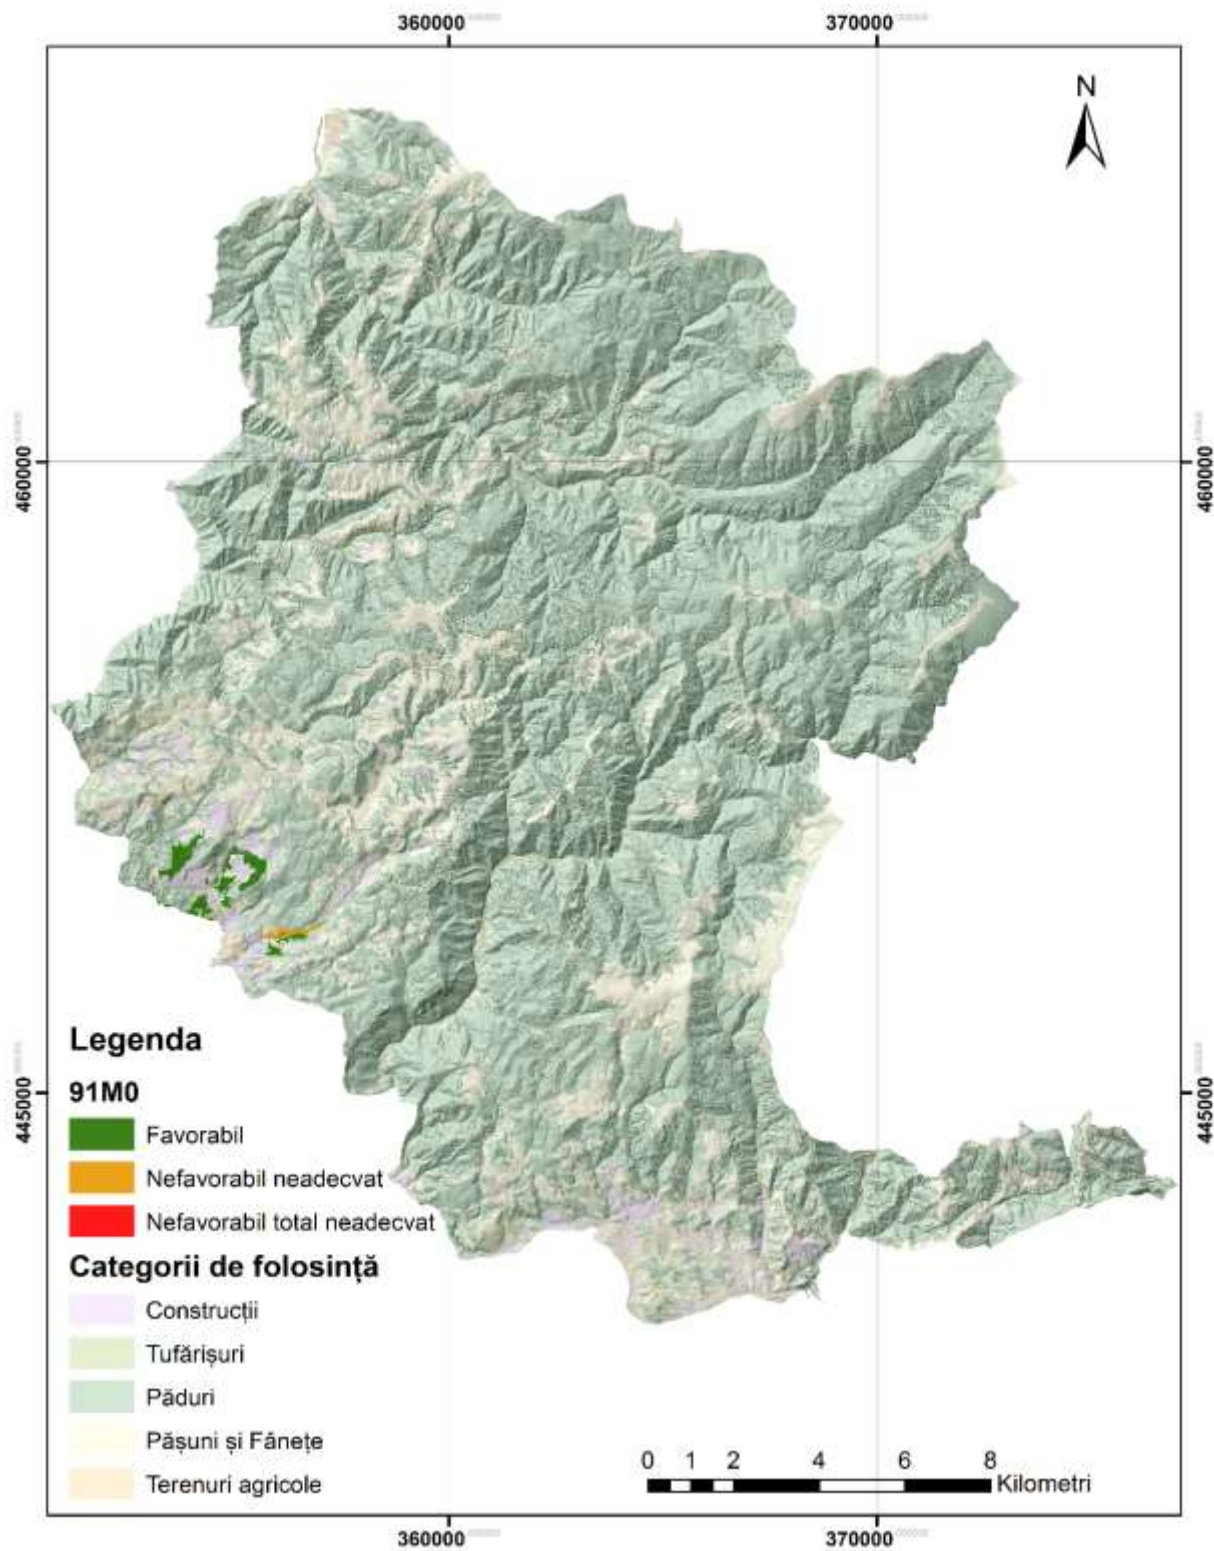 360000
370000
N
460000
460000
445000
445000
Legenda
91M0
Favorabil
Nefavorabil neadecvat
Nefavorabil total neadecvat
Categorii de folosință
Construcții
Tufărișuri
Păduri
Pășuni și Fânețe
Terenuri agricole
0 1 2 4 6 8
Kilometri
360000
370000